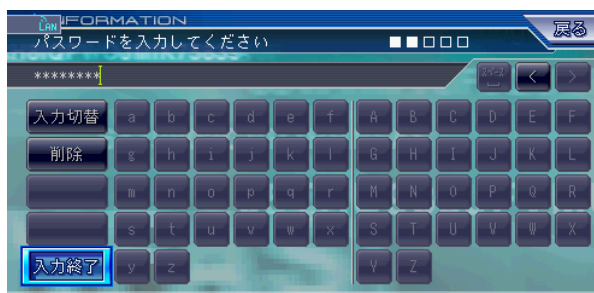 LAN INFORMATION
パスワードを入力してください
戻る
********
スペース < >
入力切替 a b c d e f A B C D E F
削除 g h i j k l G H I J K L
m n o p q r M N O P Q R
s t u v w x S T U V W X
入力終了 y z Y Z